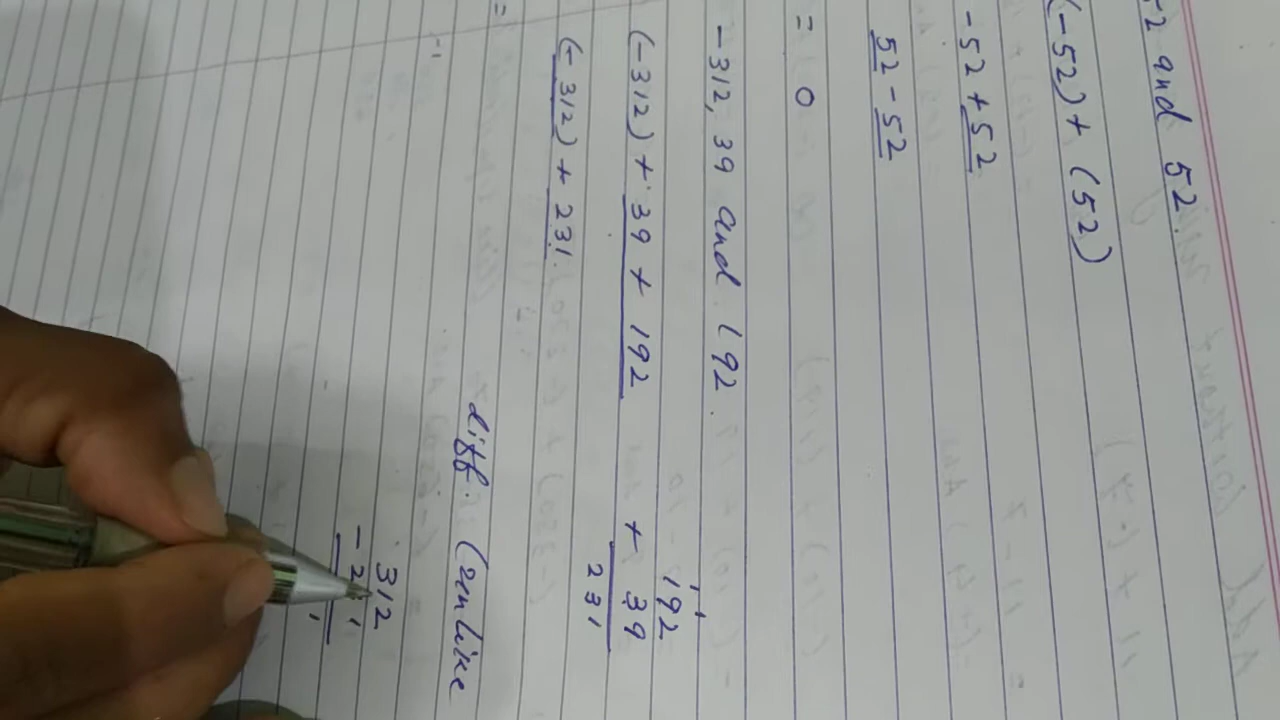 -2 and 52.
(-52) + (52)
-52 + 52
52 - 52
= 0
-312, 39 and 192.
(-312) + 39 + 192
192
+ 39
231
(-312) + 231.
diff. (unlike
=
312